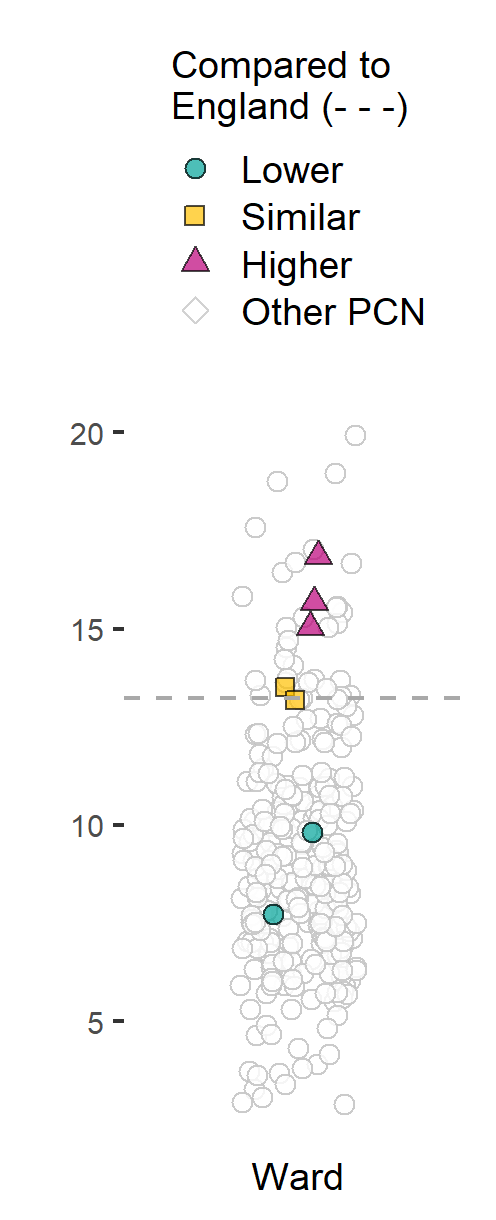 Compared to
England (- - -)
Lower
Similar
Higher
Other PCN
20
15
10
5
Ward